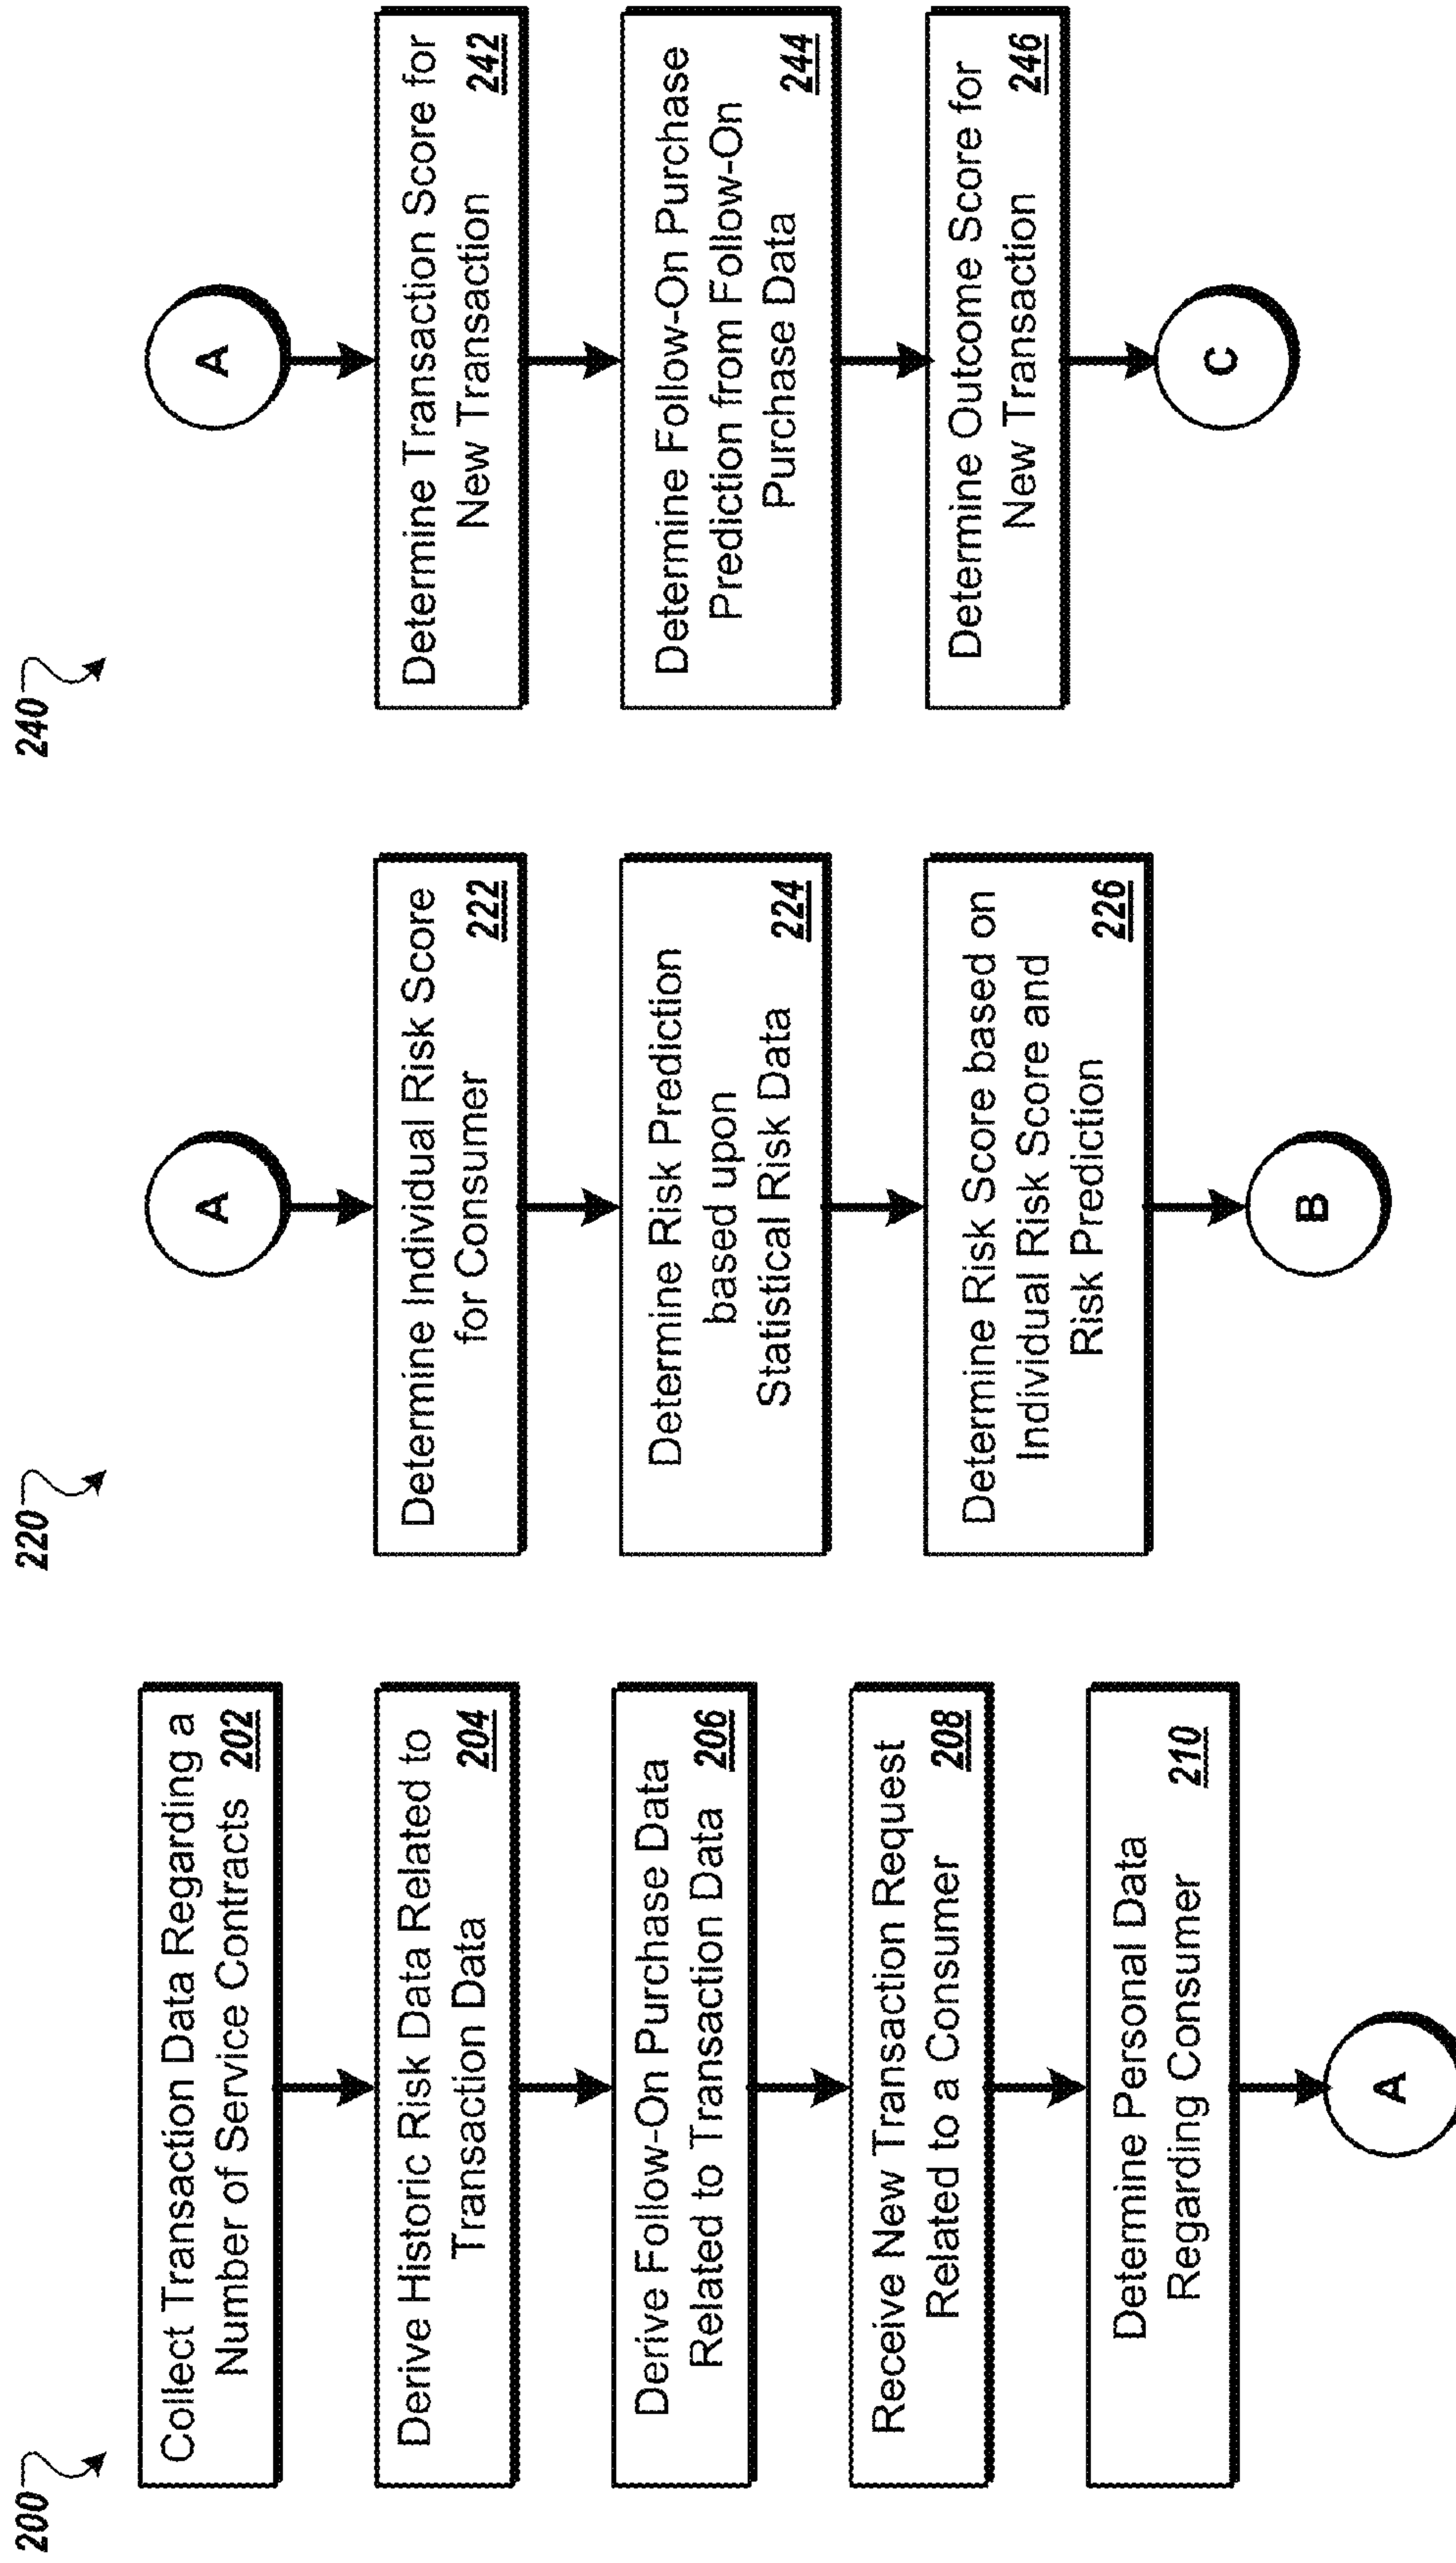 200
Collect Transaction Data Regarding a
Number of Service Contracts 202
Derive Historic Risk Data Related to
Transaction Data 204
Derive Follow-On Purchase Data
Related to Transaction Data 206
Receive New Transaction Request
Related to a Consumer 208
Determine Personal Data
Regarding Consumer 210
A
220
A
Determine Individual Risk Score
for Consumer 222
Determine Risk Prediction
based upon
Statistical Risk Data 224
Determine Risk Score based on
Individual Risk Score and
Risk Prediction 226
B
240
A
Determine Transaction Score for
New Transaction 242
Determine Follow-On Purchase
Prediction from Follow-On
Purchase Data 244
Determine Outcome Score for
New Transaction 246
C